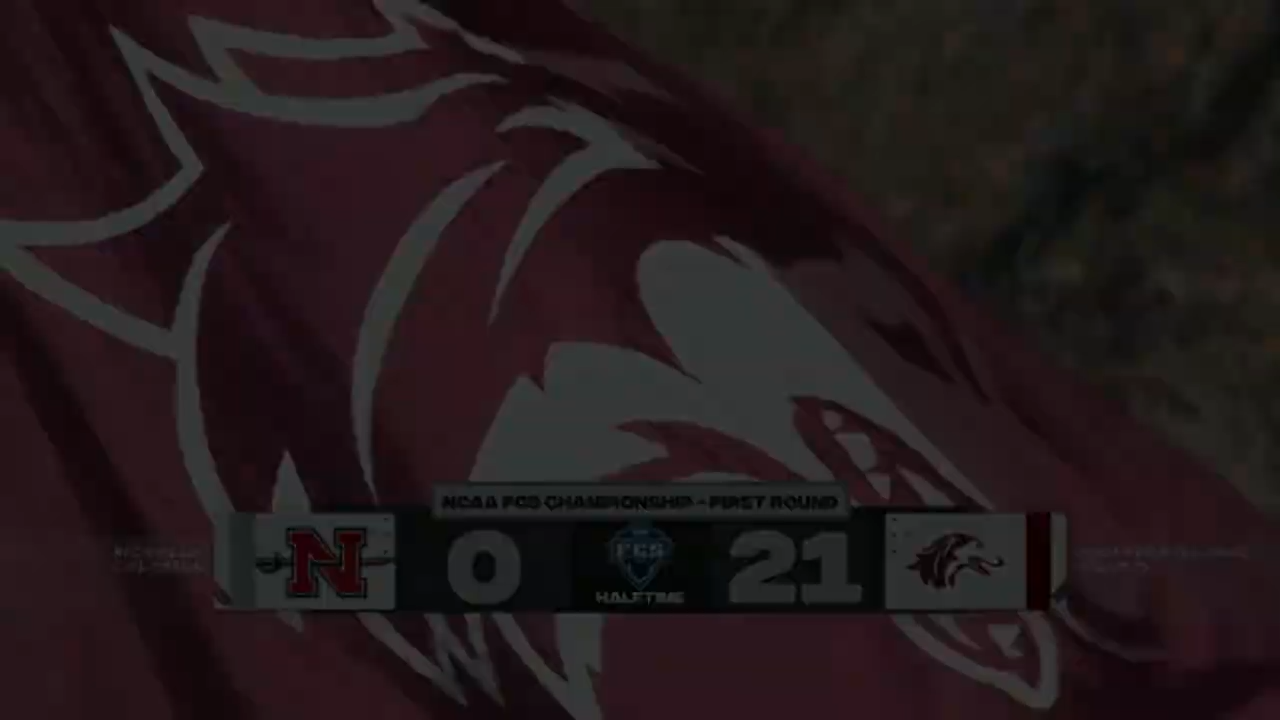 NCAA FCS CHAMPIONSHIP - FIRST ROUND
N
0
FCS
HALFTIME
21